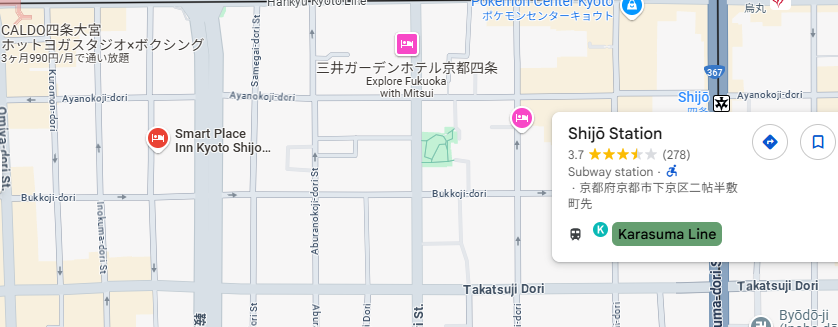 Hankyu Kyoto Line
Pokémon Center Kyoto
ポケモンセンターキョウト
烏丸
CALDO四条大宮
ホットヨガスタジオ×ボクシング
3ヶ月990円/月で通い放題
Samegai-dori St
三井ガーデンホテル京都四条
Explore Fukuoka
with Mitsui
367
Shijō
Kuromon-dori
Ayanokoji-dori
Ayanokoji-dori
Omiya-dori St.
Smart Place
Inn Kyoto Shijo...
Shijō Station
3.7
(278)
Subway station ·
· 京都府京都市下京区二帖半敷
町先
K
Karasuma Line
Bukkoji-dori
Bukkoji-dori
Inokuma-dori St
Aburanokoji-dori St
Takatsuji Dori
Takatsuji Dori
Byōdō-ji